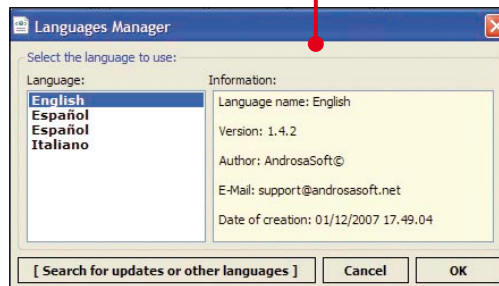 Languages Manager
Select the language to use:
Language:
English
Español
Español
Italiano
Information:
Language name: English
Version: 1.4.2
Author: AndrosaSoft©
E-Mail: support@androsasoft.net
Date of creation: 01/12/2007 17.49.04
[ Search for updates or other languages ]
Cancel
OK